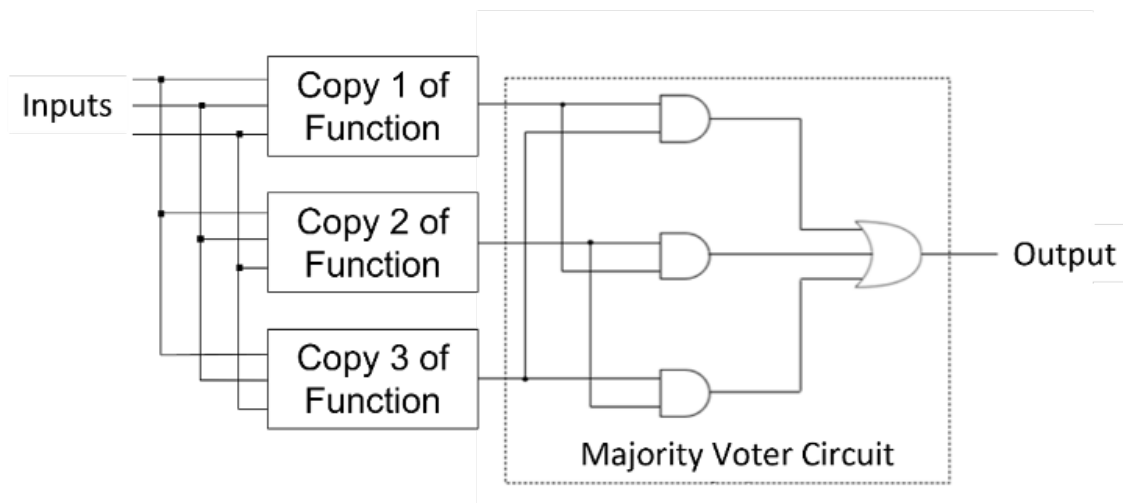 Inputs
Copy 1 of
Function
Copy 2 of
Function
Copy 3 of
Function
Output
Majority Voter Circuit